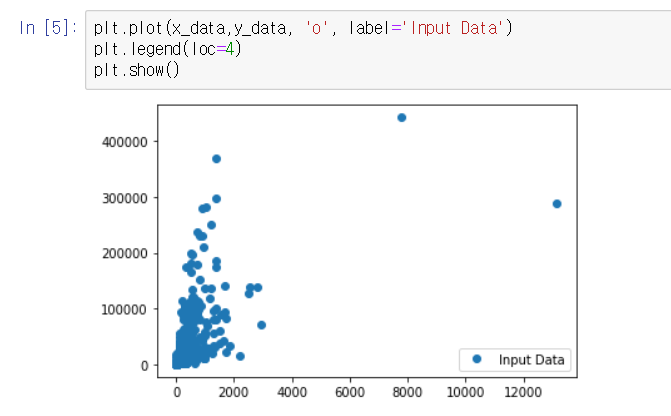 In [5]: plt.plot(x_data,y_data, 'o', label='Input Data')
plt.legend(loc=4)
plt.show()
400000
300000
200000
100000
0
Input Data
0 2000 4000 6000 8000 10000 12000